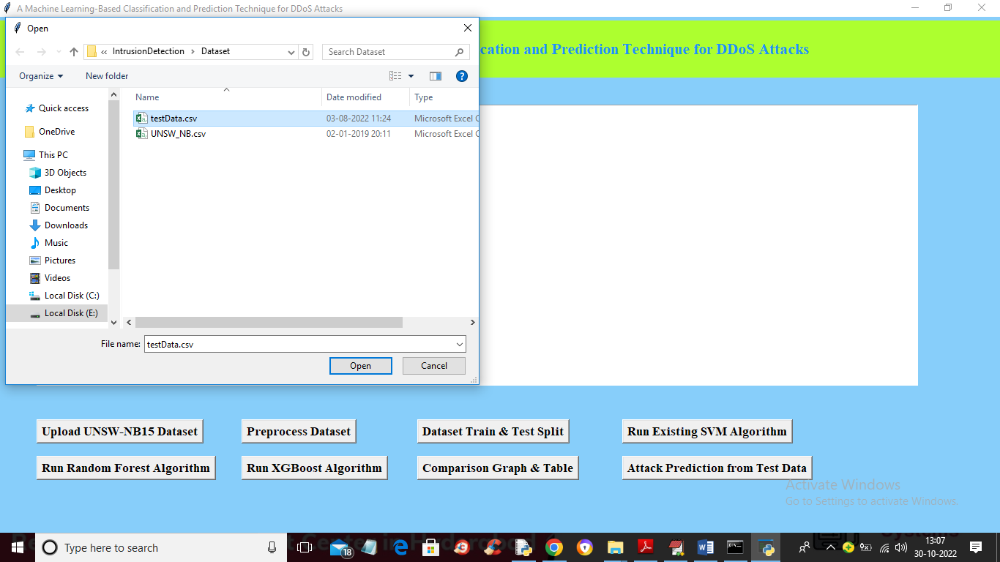 A Machine Learning-Based Classification and Prediction Technique for DDoS Attacks
Open
cation and Prediction Technique for DDoS Attacks
« IntrusionDetection › Dataset
Search Dataset
Organize
New folder
Name
Date modified
Type
Quick access
testData.csv
03-08-2022 11:24
Microsoft Excel C
UNSW_NB.csv
02-01-2019 20:11
Microsoft Excel C
OneDrive
This PC
3D Objects
Desktop
Documents
Downloads
Music
Pictures
Videos
Local Disk (C:)
Local Disk (E:)
File name:
testData.csv
Open
Cancel
Upload UNSW-NB15 Dataset
Preprocess Dataset
Dataset Train & Test Split
Run Existing SVM Algorithm
Run Random Forest Algorithm
Run XGBoost Algorithm
Comparison Graph & Table
Attack Prediction from Test Data
Activate Windows
Go to Settings to activate Windows.
Type here to search
18
13:07
30-10-2022